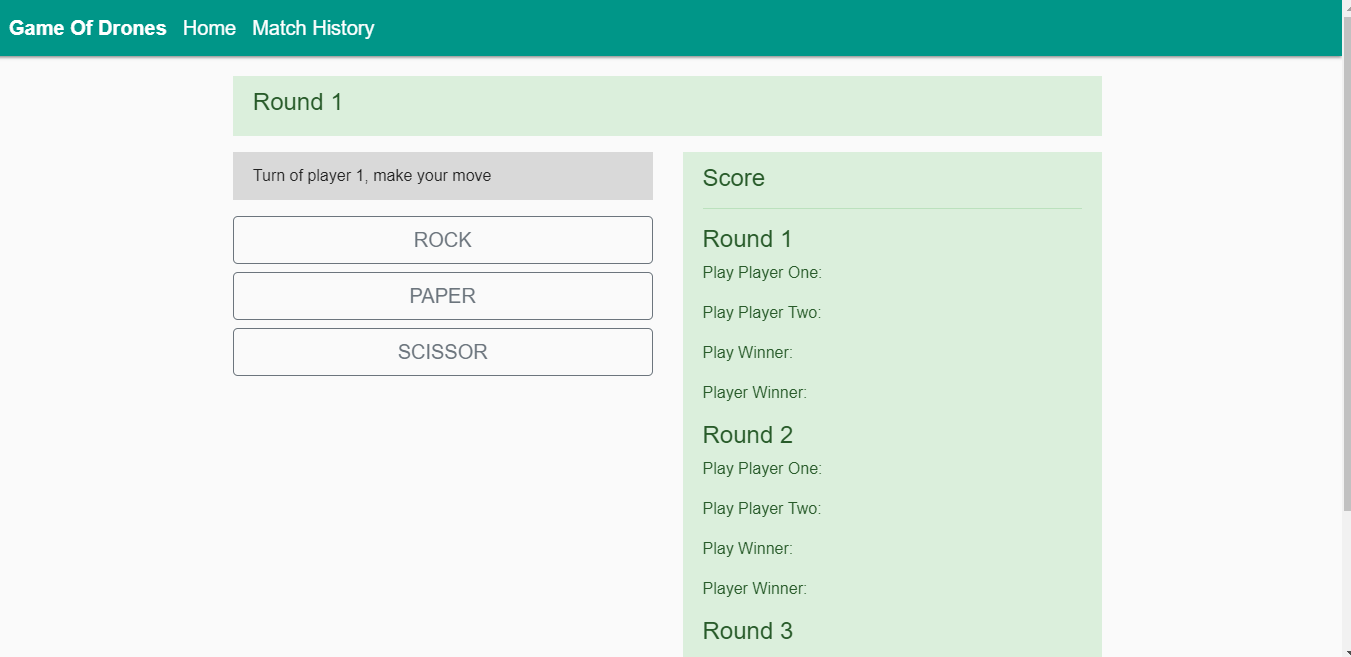 Game Of Drones Home Match History
Round 1
Turn of player 1, make your move
ROCK
PAPER
SCISSOR
Score
Round 1
Play Player One:
Play Player Two:
Play Winner:
Player Winner:
Round 2
Play Player One:
Play Player Two:
Play Winner:
Player Winner:
Round 3